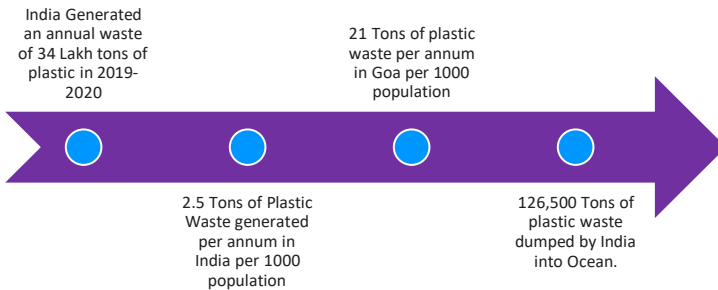 India Generated
an annual waste
of 34 Lakh tons of
plastic in 2019-
2020
2.5 Tons of Plastic
Waste generated
per annum in
India per 1000
population
21 Tons of plastic
waste per annum
in Goa per 1000
population
126,500 Tons of
plastic waste
dumped by India
into Ocean.